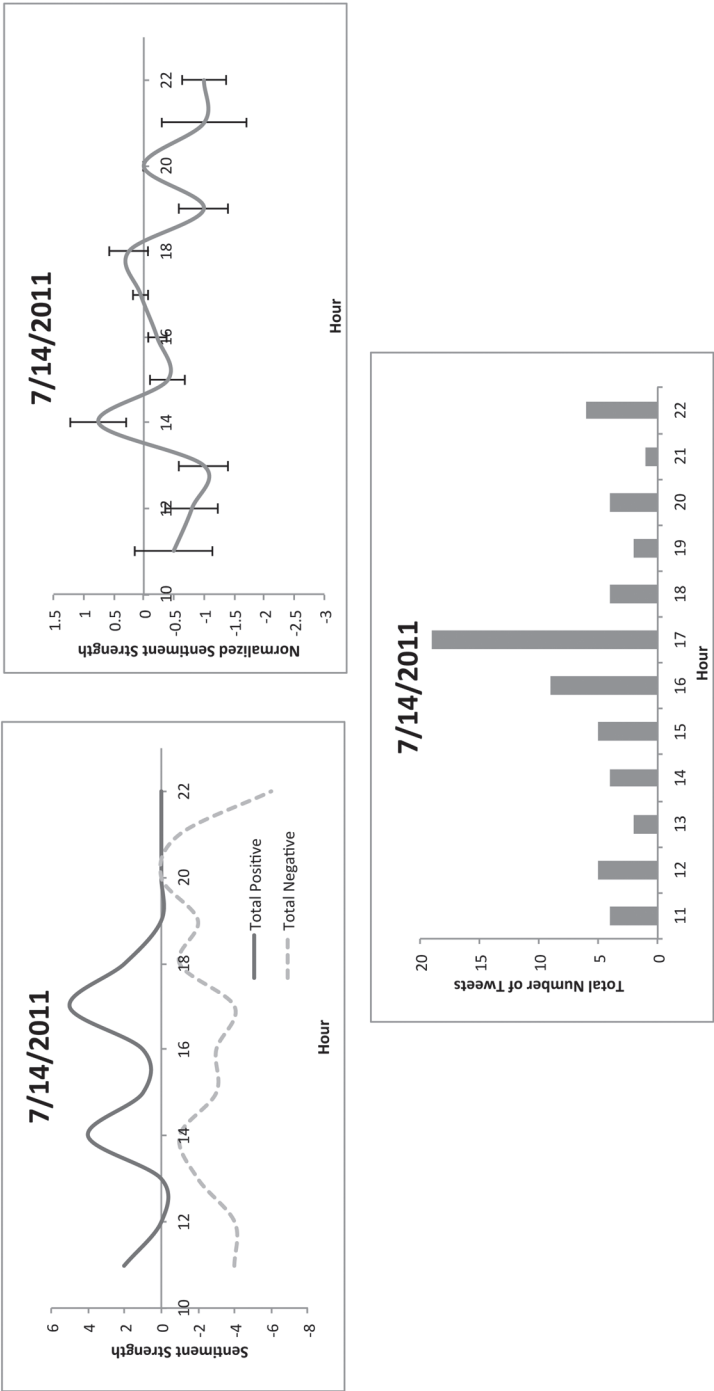 7/14/2011
6
4
2
0
-2
-4
-6
-8
Sentiment Strength
10 12 14 16 18 20 22
Total Positive
Total Negative
Hour
7/14/2011
1.5
1
0.5
0
-0.5
-1
-1.5
-2
-2.5
-3
Normalized Sentiment Strength
10 12 14 16 18 20 22
Hour
7/14/2011
20
15
10
5
0
Total Number of Tweets
11 12 13 14 15 16 17 18 19 20 21 22
Hour